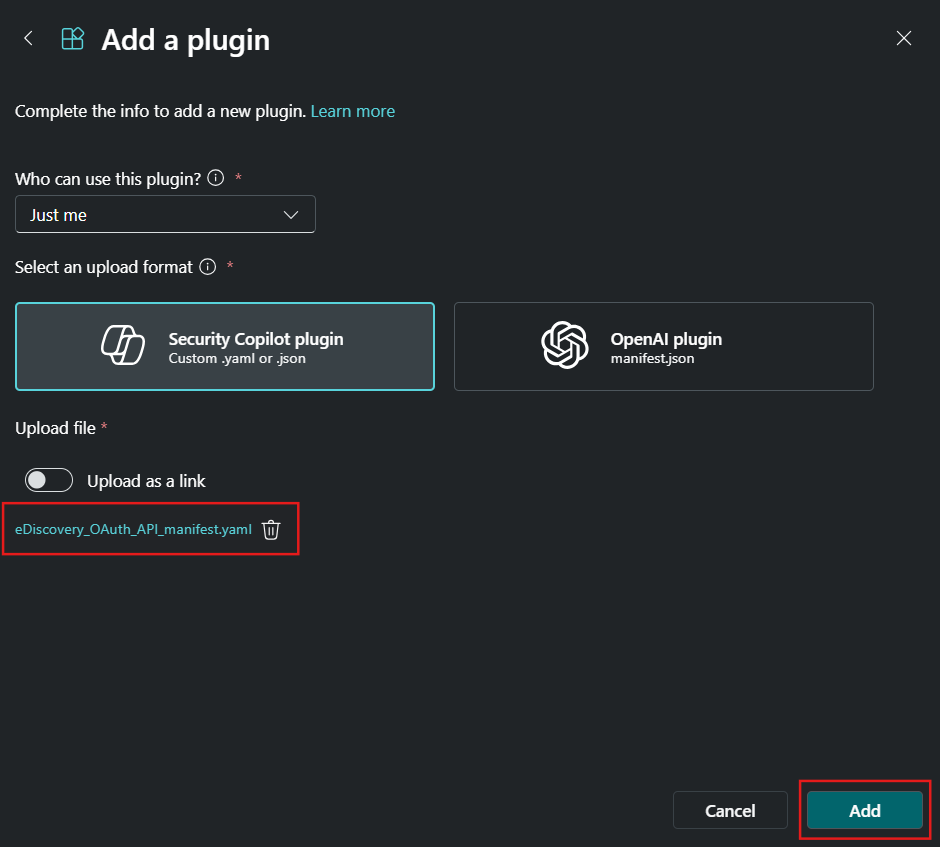 Add a plugin
Complete the info to add a new plugin. Learn more
Who can use this plugin? *
Just me
Select an upload format *
Security Copilot plugin
Custom .yaml or .json
OpenAI plugin
manifest.json
Upload file *
Upload as a link
eDiscovery_OAuth_API_manifest.yaml
Cancel
Add